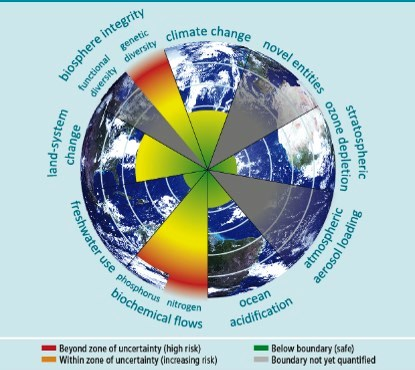 biosphere integrity
genetic
diversity
functional
diversity
climate change
novel entities
stratospheric
ozone depletion
atmospheric
aerosol loading
ocean
acidification
biochemical flows
nitrogen
phosphorus
freshwater use
land-system
change
Beyond zone of uncertainty (high risk)
Within zone of uncertainty (increasing risk)
Below boundary (safe)
Boundary not yet quantified